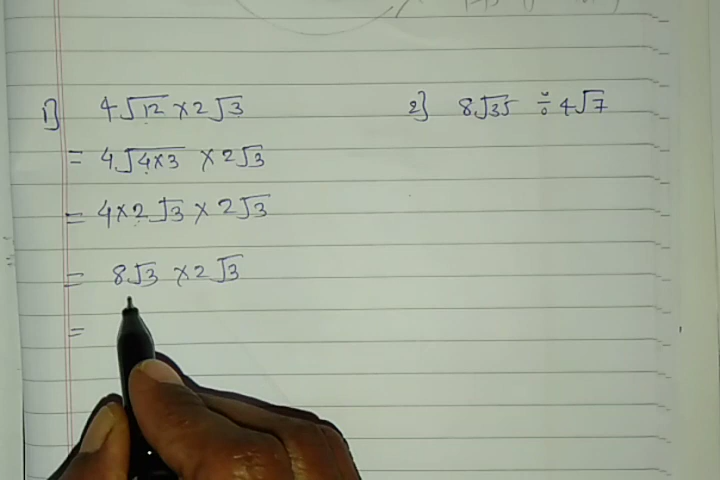 1] 4√12 × 2√3
= 4√4×3 × 2√3
= 4×2√3 × 2√3
= 8√3 × 2√3
=
2] 8√35 ÷ 4√7